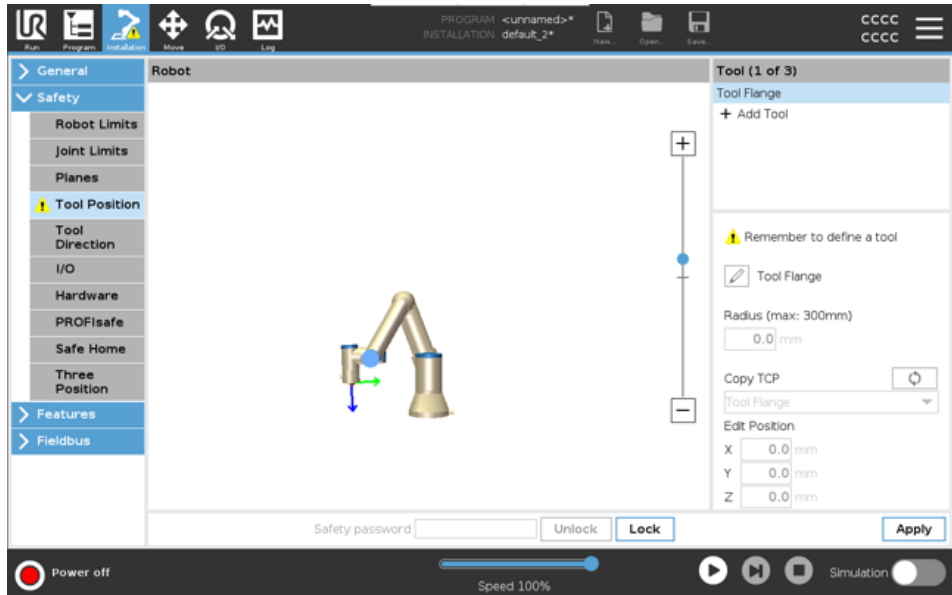 PROGRAM <unnamed>*
INSTALLATION default_2*
UR
Run
Program
Installation
Move
I/O
Log
New...
Open...
Save...
CCCC
CCCC
General
Safety
Robot Limits
Joint Limits
Planes
Tool Position
Tool
Direction
I/O
Hardware
PROFIsafe
Safe Home
Three
Position
Features
Fieldbus
Robot
Tool (1 of 3)
Tool Flange
+ Add Tool
Remember to define a tool
Tool Flange
Radius (max: 300mm)
0.0 mm
Copy TCP
Tool Flange
Edit Position
X 0.0 mm
Y 0.0 mm
Z 0.0 mm
Safety password
Unlock
Lock
Apply
Power off
Speed 100%
Simulation